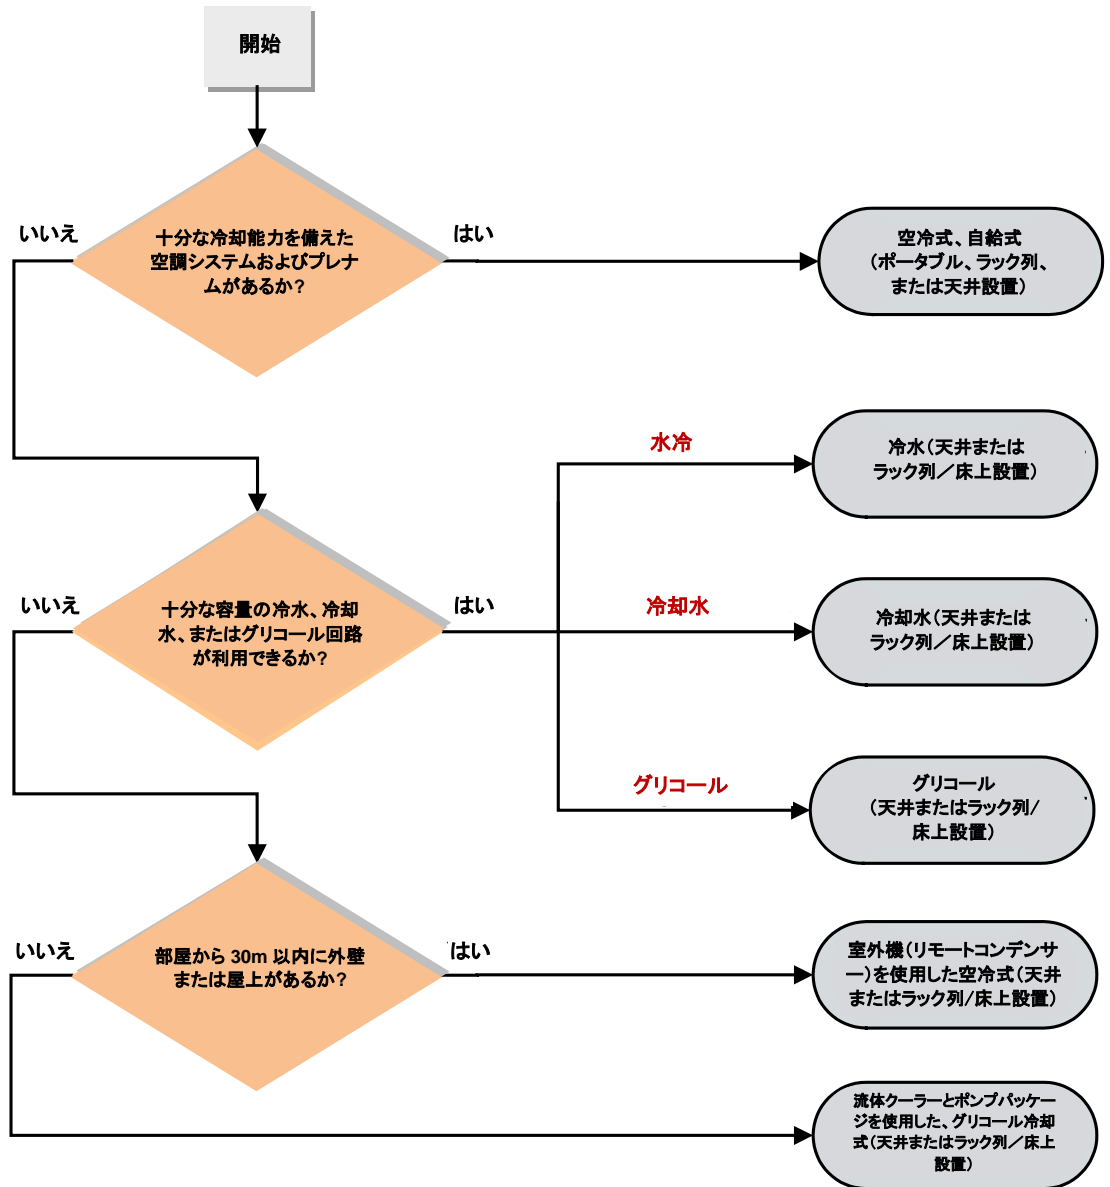 開始
いいえ
はい
十分な冷却能力を備えた
空調システムおよびプレナ
ムがあるか?
空冷式、自給式
(ポータブル、ラック列、
または天井設置)
水冷
冷水(天井または
ラック列/床上設置)
いいえ
はい
十分な容量の冷水、冷却
水、またはグリコール回路
が利用できるか?
冷却水
冷却水(天井または
ラック列/床上設置)
グリコール
グリコール
(天井またはラック列/
床上設置)
いいえ
はい
部屋から 30m 以内に外壁
または屋上があるか?
室外機(リモートコンデンサ
ー)を使用した空冷式(天井
またはラック列/床上設置)
流体クーラーとポンプパッケー
ジを使用した、グリコール冷却
式(天井またはラック列/床上
設置)